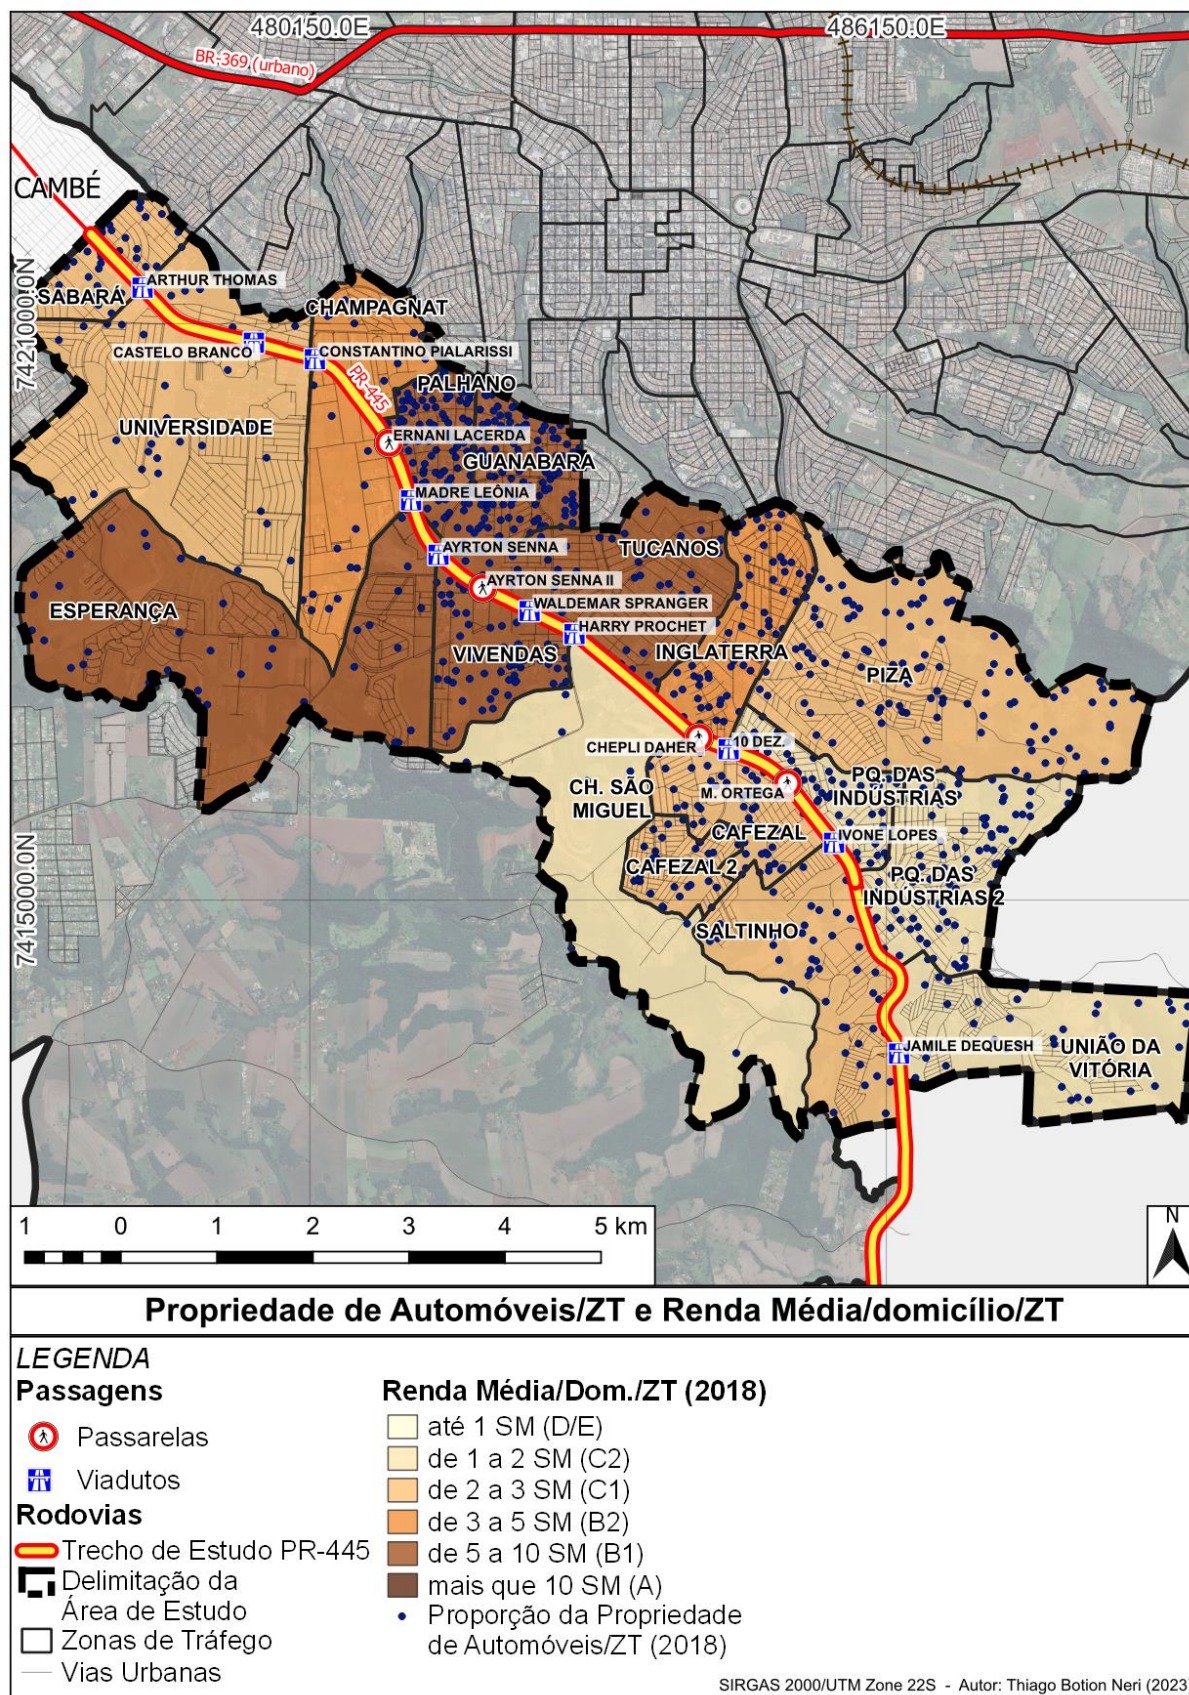 480150.0E
486150.0E
BR-369 (urbano)
CAMBÉ
7421000.0N
ARTHUR THOMAS
SABARÁ
CHAMPAGNAT
CASTELO BRANCO
CONSTANTINO PIALARISSI
PR-445
PALHANO
UNIVERSIDADE
ERNANI LACERDA
GUANABARA
MADRE LEÔNIA
AYRTON SENNA
TUCANOS
AYRTON SENNA II
ESPERANÇA
WALDEMAR SPRANGER
HARRY PROCHET
VIVENDAS
INGLATERRA
PIZA
CHEPLI DAHER
10 DEZ.
CH. SÃO
MIGUEL
M. ORTEGA
PQ. DAS
INDÚSTRIAS
CAFEZAL
IVONE LOPES
7415000.0N
CAFEZAL 2
PQ. DAS
INDÚSTRIAS 2
SALTINHO
JAMILE DEQUESH
UNIÃO DA
VITÓRIA
1 0 1 2 3 4 5 km
N
Propriedade de Automóveis/ZT e Renda Média/domicílio/ZT
LEGENDA
Passagens
Passarelas
Viadutos
Rodovias
Trecho de Estudo PR-445
Delimitação da
Área de Estudo
Zonas de Tráfego
Vias Urbanas
Renda Média/Dom./ZT (2018)
até 1 SM (D/E)
de 1 a 2 SM (C2)
de 2 a 3 SM (C1)
de 3 a 5 SM (B2)
de 5 a 10 SM (B1)
mais que 10 SM (A)
Proporção da Propriedade
de Automóveis/ZT (2018)
SIRGAS 2000/UTM Zone 22S - Autor: Thiago Botion Neri (2023)